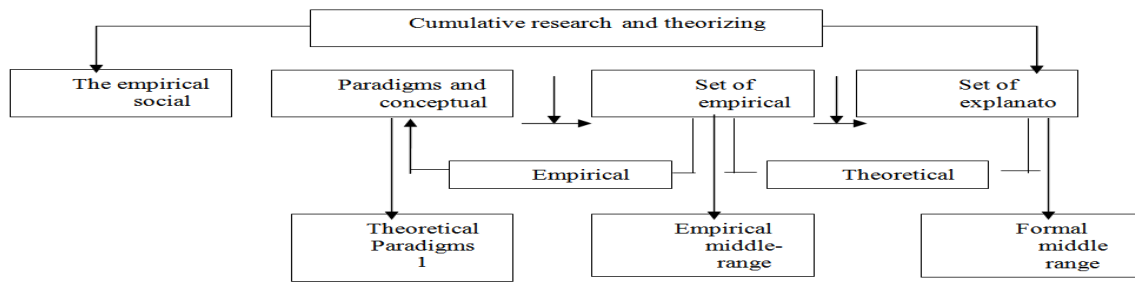 Cumulative research and theorizing
The empirical
social
Paradigms and
conceptual
Set of
empirical
Set of
explanato
Empirical
Theoretical
Theoretical
Paradigms
1
Empirical
middle-
range
Formal
middle
range